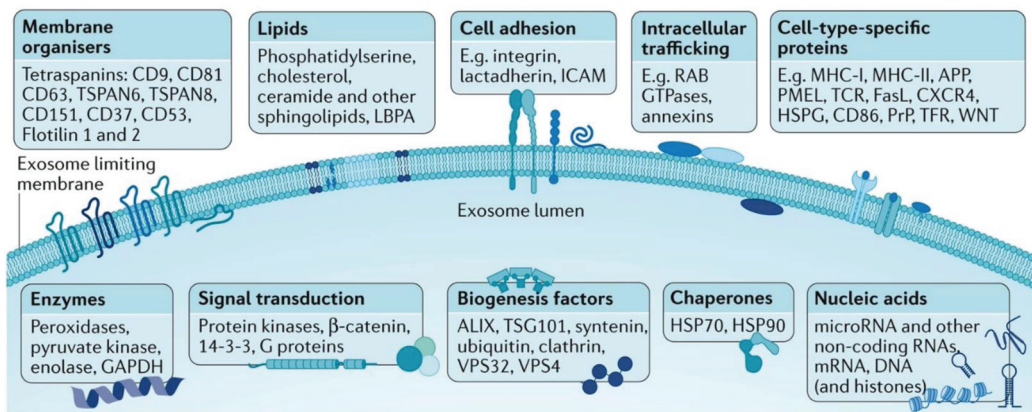 Membrane
organisers
Tetraspanins: CD9, CD81
CD63, TSPAN6, TSPAN8,
CD151, CD37, CD53,
Flotilin 1 and 2
Lipids
Phosphatidylserine,
cholesterol,
ceramide and other
sphingolipids, LBPA
Cell adhesion
E.g. integrin,
lactadherin, ICAM
Intracellular
trafficking
E.g. RAB
GTPases,
annexins
Cell-type-specific
proteins
E.g. MHC-I, MHC-II, APP,
PMEL, TCR, FasL, CXCR4,
HSPG, CD86, PrP, TFR, WNT
Exosome limiting
membrane
Exosome lumen
Enzymes
Peroxidases,
pyruvate kinase,
enolase, GAPDH
Signal transduction
Protein kinases, β-catenin,
14-3-3, G proteins
Biogenesis factors
ALIX, TSG101, syntenin,
ubiquitin, clathrin,
VPS32, VPS4
Chaperones
HSP70, HSP90
Nucleic acids
microRNA and other
non-coding RNAs,
mRNA, DNA
(and histones)